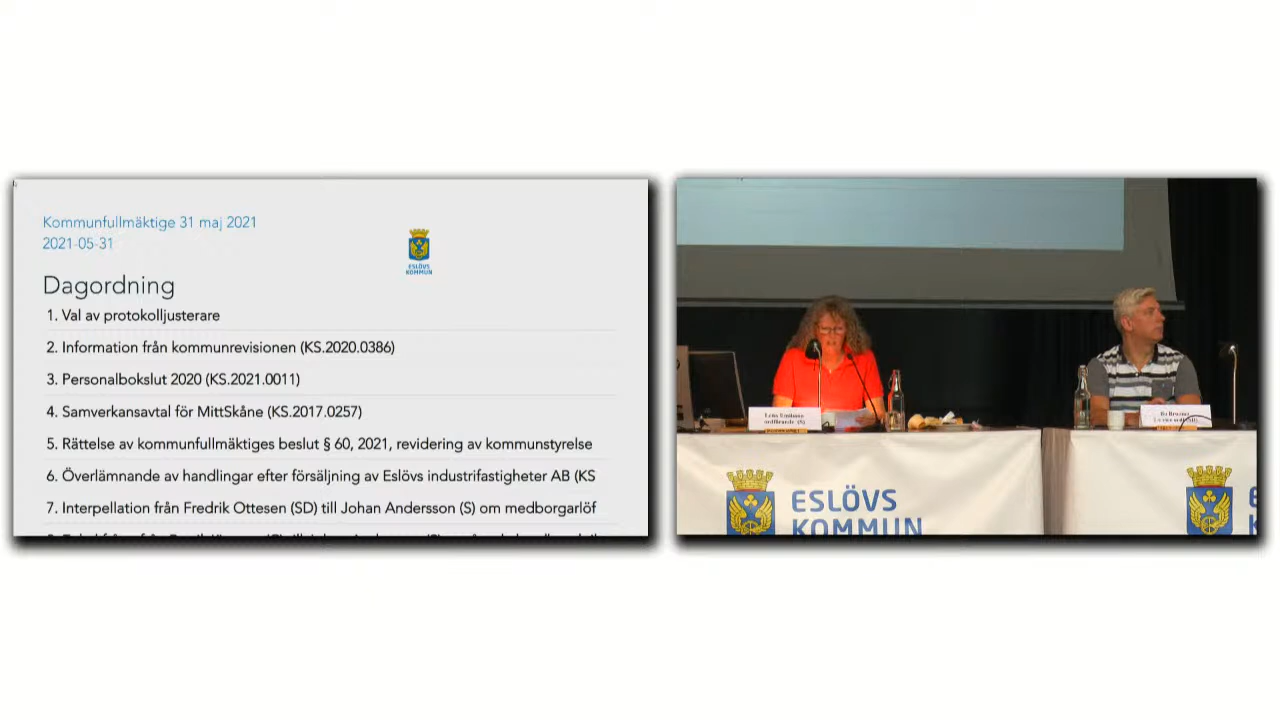 Kommunfullmäktige 31 maj 2021
2021-05-31
ESLÖVS
KOMMUN
Dagordning
1. Val av protokolljusterare
2. Information från kommunrevisionen (KS.2020.0386)
3. Personalbokslut 2020 (KS.2021.0011)
4. Samverkansavtal för MittSkåne (KS.2017.0257)
5. Rättelse av kommunfullmäktiges beslut § 60, 2021, revidering av kommunstyrelse
6. Överlämnande av handlingar efter försäljning av Eslövs industrifastigheter AB (KS
7. Interpellation från Fredrik Ottesen (SD) till Johan Andersson (S) om medborgarlöf
ordförande (S)
ESLÖVS
KOMMUN